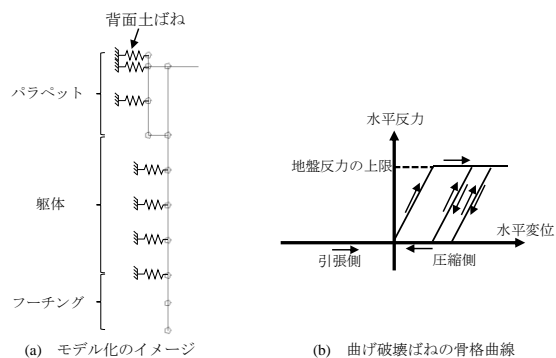 背面土ばね
パラペット
躯体
フーチング
(a) モデル化のイメージ
水平反力
地盤反力の上限
水平変位
引張側
圧縮側
(b) 曲げ破壊ばねの骨格曲線